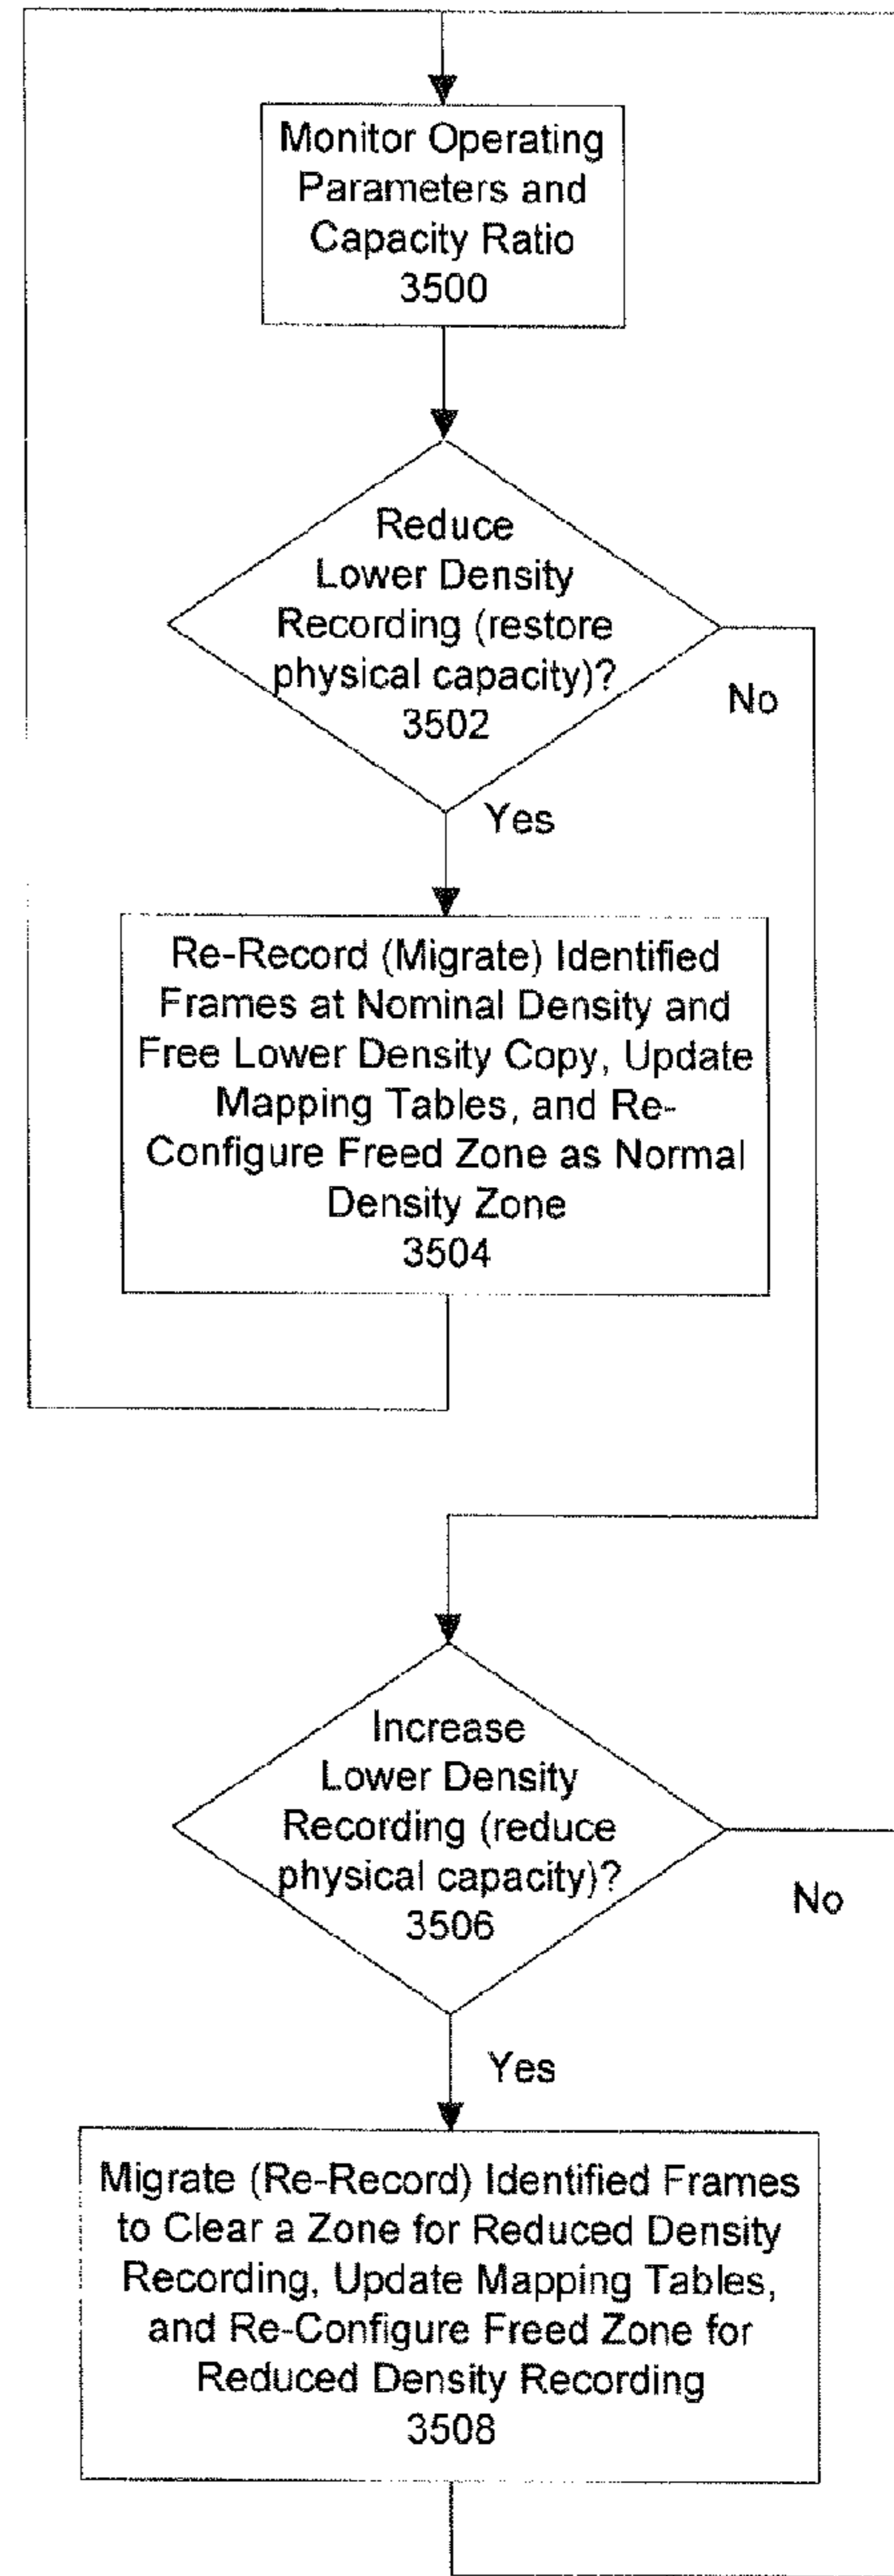 Monitor Operating
Parameters and
Capacity Ratio
3500
Reduce
Lower Density
Recording (restore
physical capacity)?
3502
No
Yes
Re-Record (Migrate) Identified
Frames at Nominal Density and
Free Lower Density Copy, Update
Mapping Tables, and Re-
Configure Freed Zone as Normal
Density Zone
3504
Increase
Lower Density
Recording (reduce
physical capacity)?
3506
No
Yes
Migrate (Re-Record) Identified Frames
to Clear a Zone for Reduced Density
Recording, Update Mapping Tables,
and Re-Configure Freed Zone for
Reduced Density Recording
3508